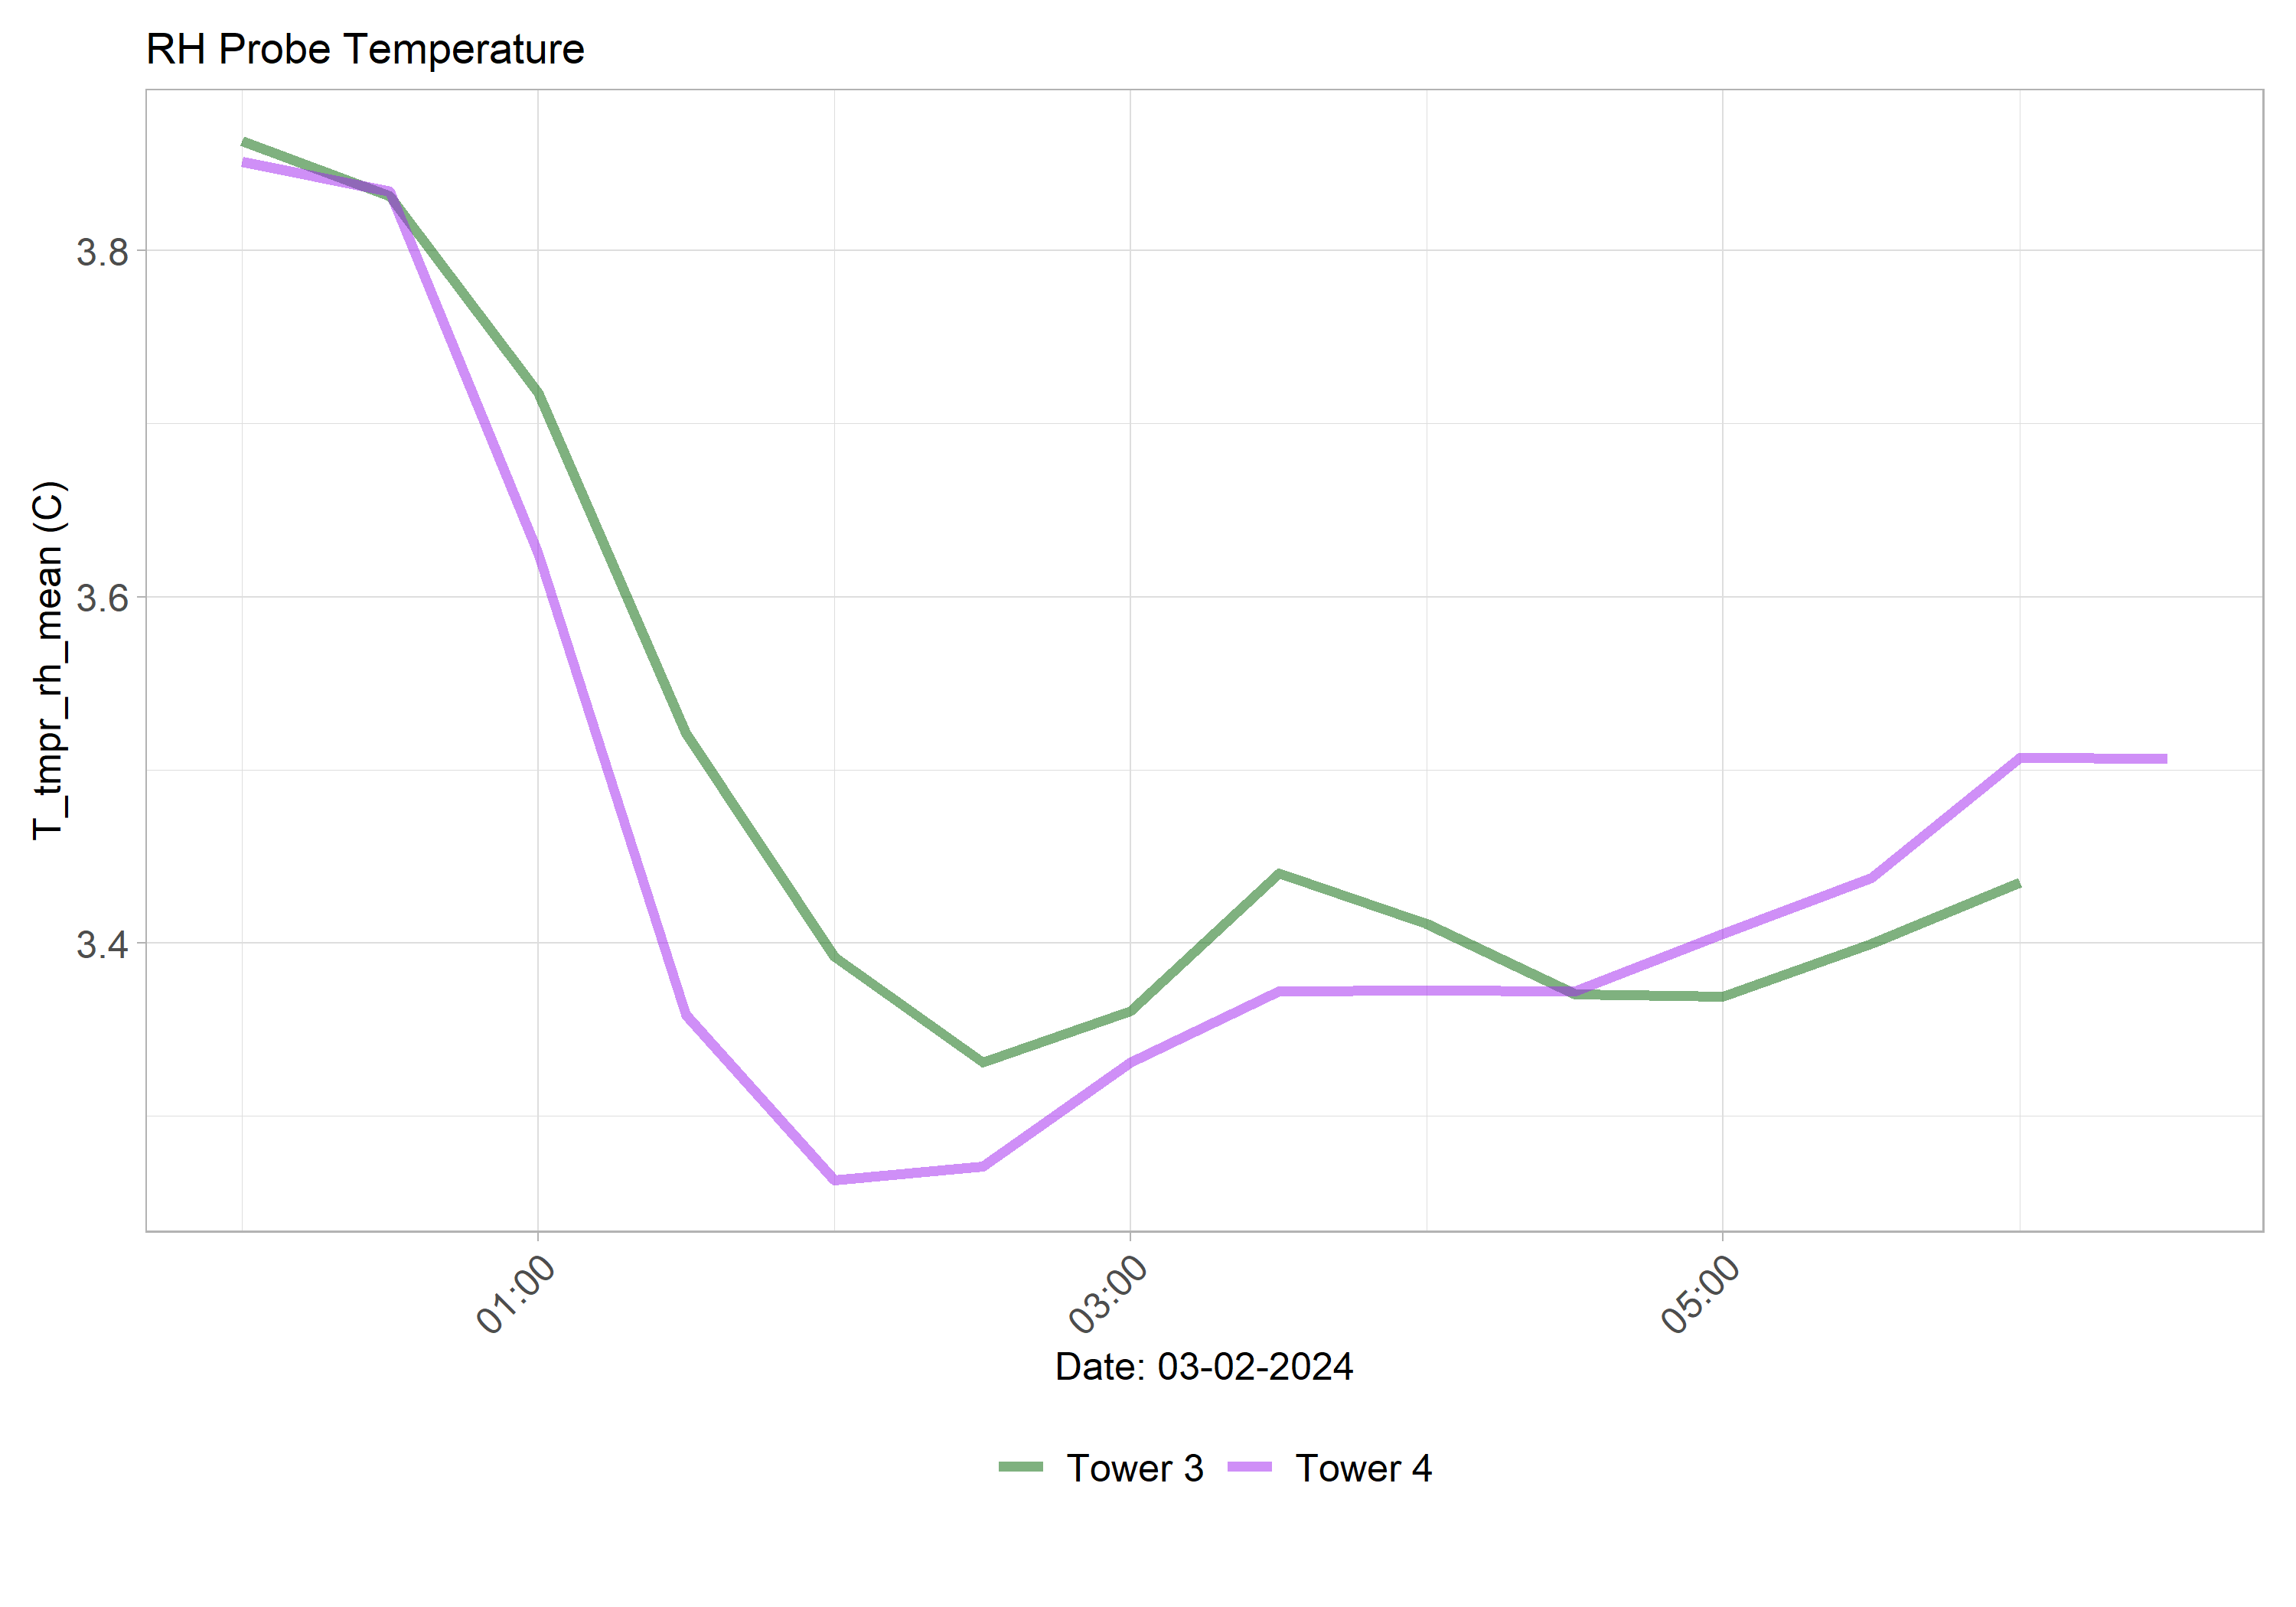 RH Probe Temperature
T_tmpr_rh_mean (C)
3.8
3.6
3.4
01:00
03:00
05:00
Date: 03-02-2024
Tower 3
Tower 4